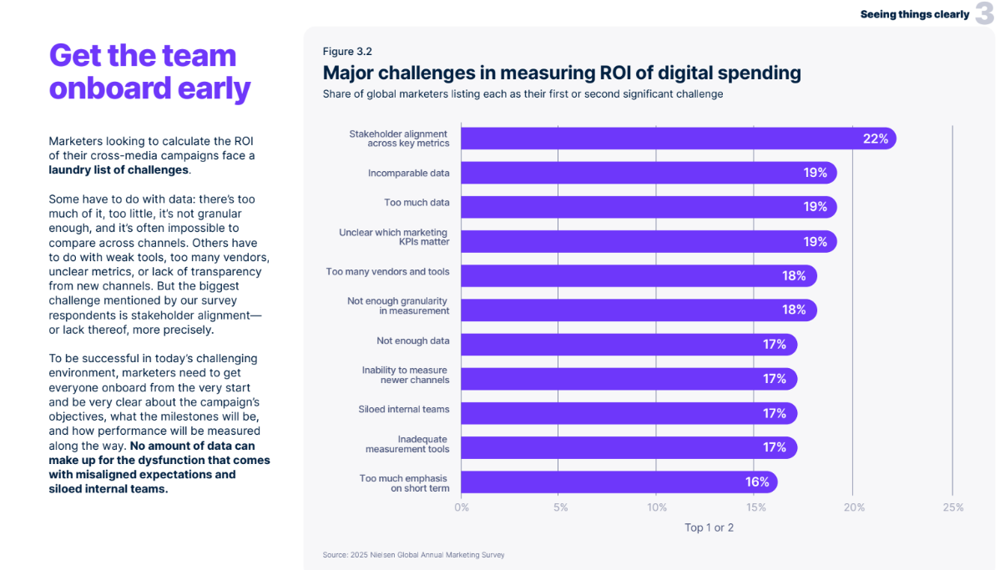 Seeing things clearly 3
Get the team
onboard early
Marketers looking to calculate the ROI
of their cross-media campaigns face a
laundry list of challenges.
Some have to do with data: there’s too
much of it, too little, it’s not granular
enough, and it’s often impossible to
compare across channels. Others have
to do with weak tools, too many vendors,
unclear metrics, or lack of transparency
from new channels. But the biggest
challenge mentioned by our survey
respondents is stakeholder alignment—
or lack thereof, more precisely.
To be successful in today’s challenging
environment, marketers need to get
everyone onboard from the very start
and be very clear about the campaign’s
objectives, what the milestones will be,
and how performance will be measured
along the way. No amount of data can
make up for the dysfunction that comes
with misaligned expectations and
siloed internal teams.
Figure 3.2
Major challenges in measuring ROI of digital spending
Share of global marketers listing each as their first or second significant challenge
Stakeholder alignment
across key metrics
22%
Incomparable data
19%
Too much data
19%
Unclear which marketing
KPIs matter
19%
Too many vendors and tools
18%
Not enough granularity
in measurement
18%
Not enough data
17%
Inability to measure
newer channels
17%
Siloed internal teams
17%
Inadequate
measurement tools
17%
Too much emphasis
on short term
16%
0% 5% 10% 15% 20% 25%
Top 1 or 2
Source: 2025 Nielsen Global Annual Marketing Survey